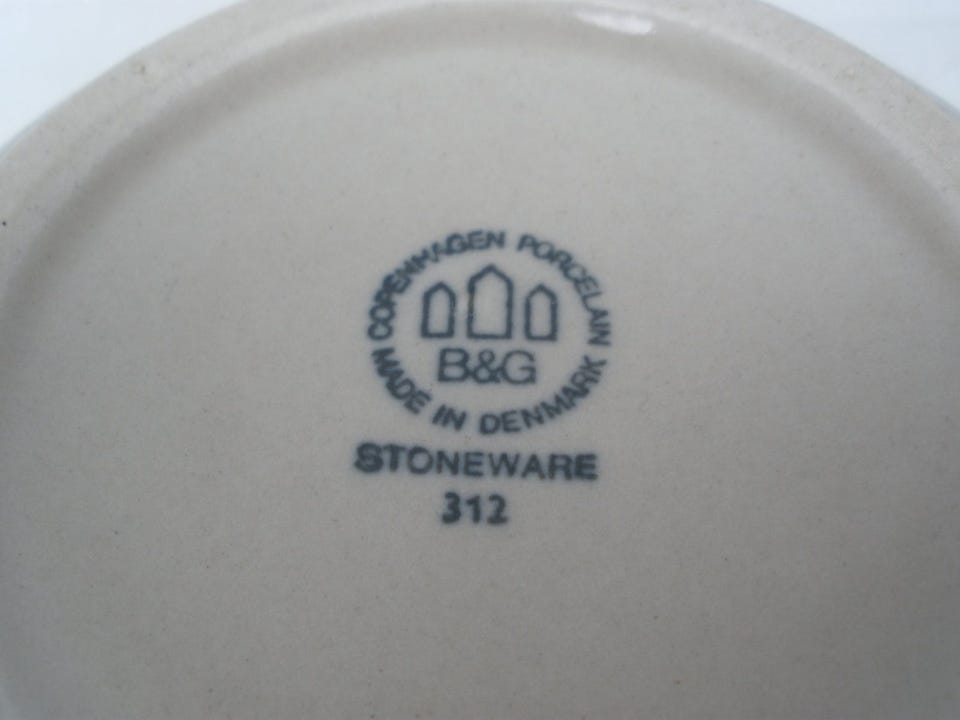 COPENHAGEN PORCELAIN
B&G
MADE IN DENMARK
STONEWARE
312